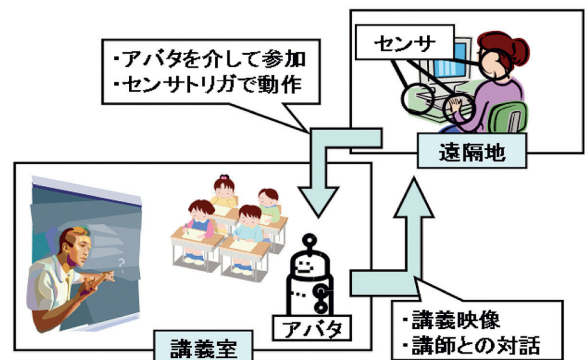 ・アバタを介して参加
・センサトリガで動作
センサ
遠隔地
アバタ
講義室
・講義映像
・講師との対話